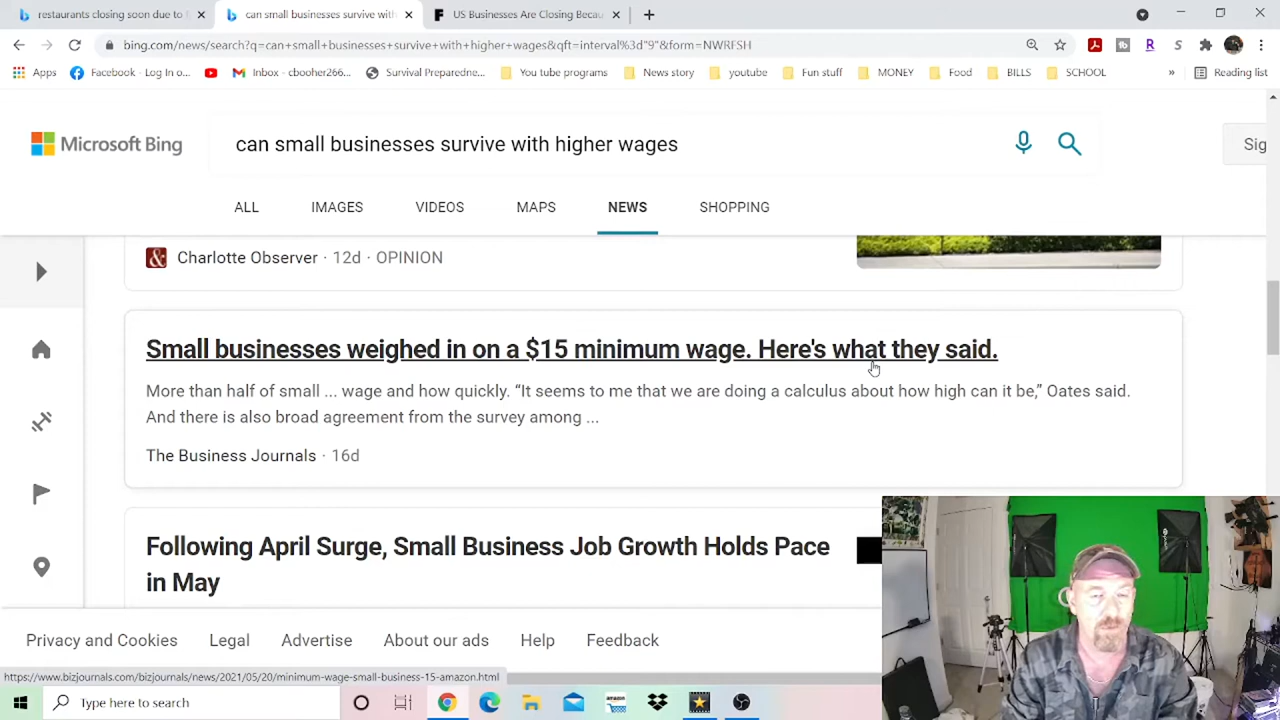 restaurants closing soon due to
can small businesses survive with
US Businesses Are Closing Becau
bing.com/news/search?q=can+small+businesses+survive+with+higher+wages&qft=interval%3d"9"&form=NWRFSH
Apps
Facebook - Log In o...
Inbox - cbooher266...
Survival Preparedne...
You tube programs
News story
youtube
Fun stuff
MONEY
Food
BILLS
SCHOOL
»
Reading list
Microsoft Bing
can small businesses survive with higher wages
Sig
ALL
IMAGES
VIDEOS
MAPS
NEWS
SHOPPING
Charlotte Observer · 12d · OPINION
Small businesses weighed in on a $15 minimum wage. Here's what they said.
More than half of small ... wage and how quickly. “It seems to me that we are doing a calculus about how high can it be,” Oates said.
And there is also broad agreement from the survey among ...
The Business Journals · 16d
Following April Surge, Small Business Job Growth Holds Pace
in May
Privacy and Cookies
Legal
Advertise
About our ads
Help
Feedback
https://www.bizjournals.com/bizjournals/news/2021/05/20/minimum-wage-small-business-15-amazon.html
Type here to search
amazon